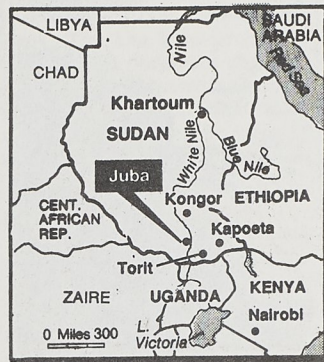 LIBYA
SAUDI
ARABIA
Nile
Red Sea
CHAD
Khartoum
SUDAN
White Nile
Blue
Nile
Juba
Kongor
ETHIOPIA
CENT.
AFRICAN
REP.
Kapoeta
Torit
ZAIRE
UGANDA
KENYA
Nairobi
0 Miles 300
L.
Victoria